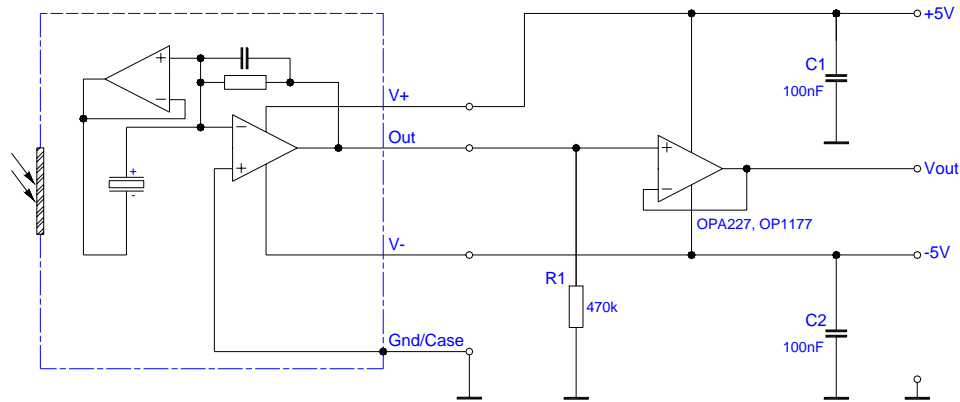 +5V
C1
100nF
+
−
V+
Out
−
+
+
-
+
−
Vout
OPA227, OP1177
V-
-5V
R1
470k
C2
100nF
Gnd/Case